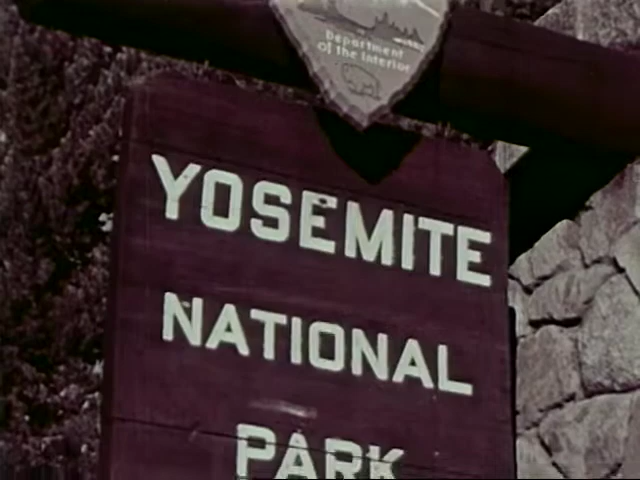 Department
of the Interior
YOSEMITE
NATIONAL
PARK